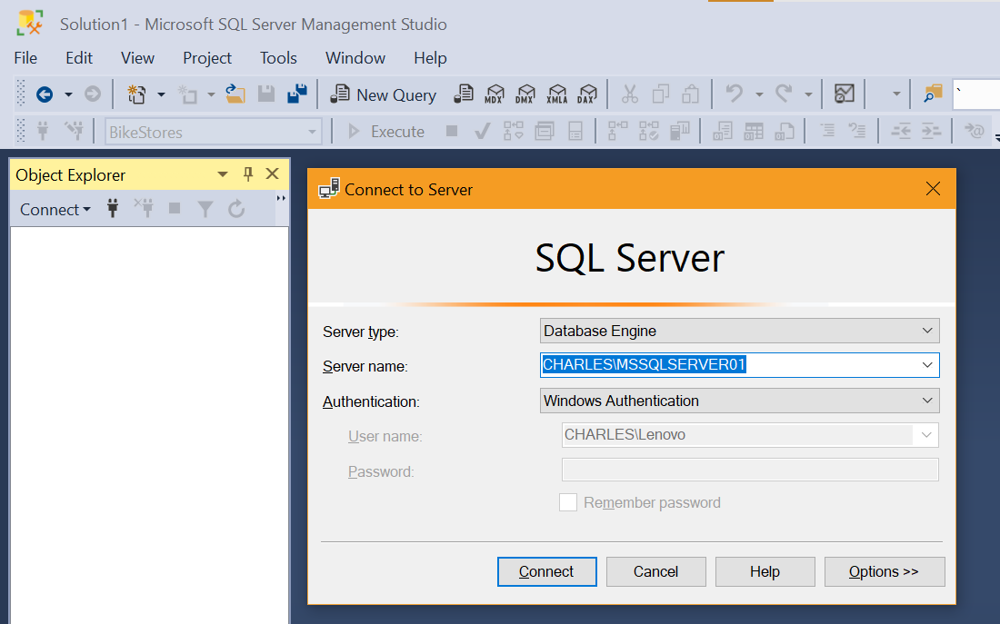 Solution1 - Microsoft SQL Server Management Studio
File Edit View Project Tools Window Help
New Query MDX DMX XMLA DAX `
BikeStores Execute
Object Explorer
Connect
Connect to Server
SQL Server
Server type: Database Engine
Server name: CHARLES\MSSQLSERVER01
Authentication: Windows Authentication
User name: CHARLES\Lenovo
Password:
Remember password
Connect Cancel Help Options >>